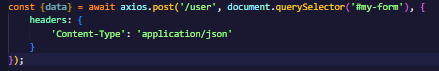 const {data} = await axios.post('/user', document.querySelector('#my-form'), {
    headers: {
        'Content-Type': 'application/json'
    }
});